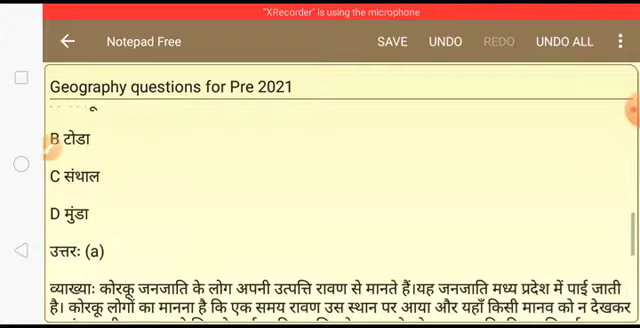 "XRecorder" is using the microphone
Notepad Free SAVE UNDO REDO UNDO ALL
Geography questions for Pre 2021
B टोडा
C संथाल
D मुंडा
उत्तरः (a)
व्याख्याः कोरकू जनजाति के लोग अपनी उत्पत्ति रावण से मानते हैं।यह जनजाति मध्य प्रदेश में पाई जाती
है। कोरकू लोगों का मानना है कि एक समय रावण उस स्थान पर आया और यहाँ किसी मानव को न देखकर